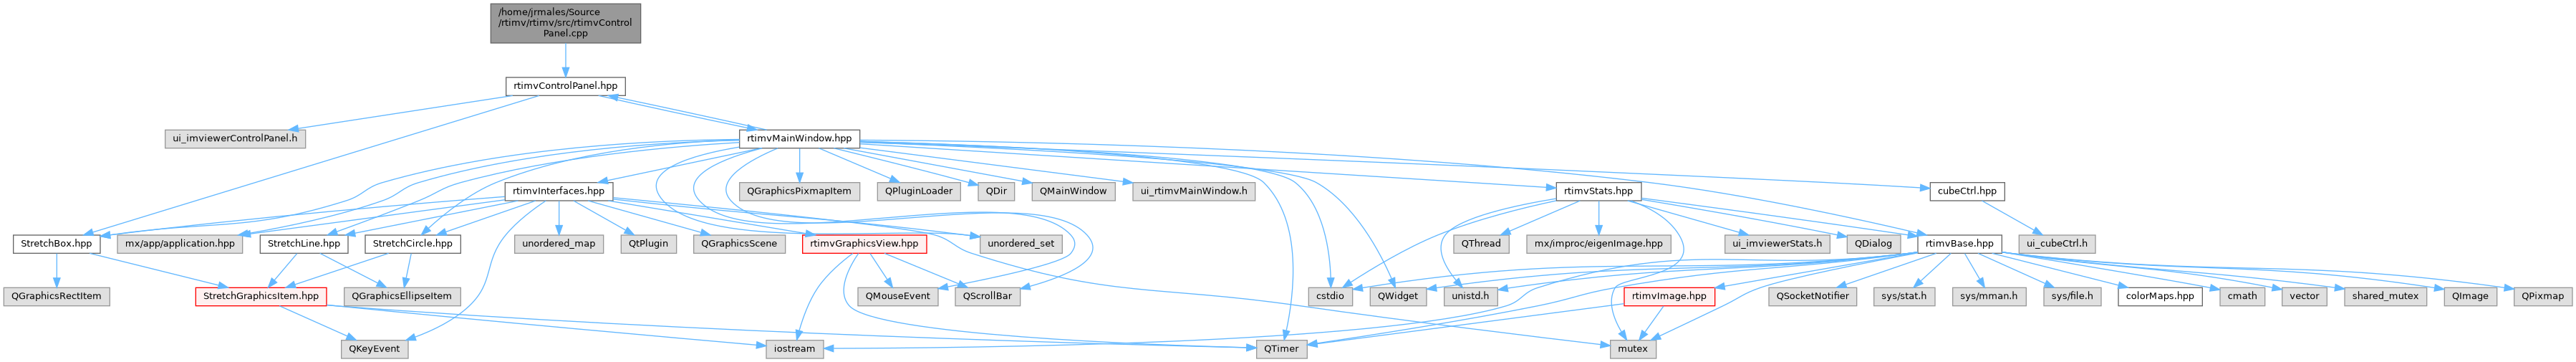 /home/jrmales/Source
/rtimv/rtimv/src/rtimvControl
Panel.cpp
rtimvControlPanel.hpp
ui_imviewerControlPanel.h
rtimvMainWindow.hpp
rtimvInterfaces.hpp
QGraphicsPixmapItem
QPluginLoader
QDir
QMainWindow
ui_rtimvMainWindow.h
rtimvStats.hpp
cubeCtrl.hpp
StretchBox.hpp
mx/app/application.hpp
StretchLine.hpp
StretchCircle.hpp
unordered_map
QtPlugin
QGraphicsScene
rtimvGraphicsView.hpp
unordered_set
QThread
mx/improc/eigenImage.hpp
ui_imviewerStats.h
QDialog
rtimvBase.hpp
ui_cubeCtrl.h
QGraphicsRectItem
StretchGraphicsItem.hpp
QGraphicsEllipseItem
QMouseEvent
QScrollBar
cstdio
QWidget
unistd.h
rtimvImage.hpp
QSocketNotifier
sys/stat.h
sys/mman.h
sys/file.h
colorMaps.hpp
cmath
vector
shared_mutex
QImage
QPixmap
QKeyEvent
iostream
QTimer
mutex